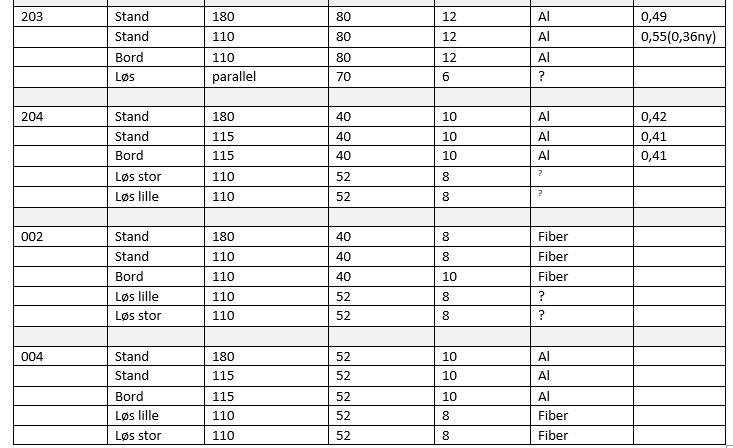 203 Stand 180 80 12 Al 0,49
Stand 110 80 12 Al 0,55(0,36ny)
Bord 110 80 12 Al
Løs parallel 70 6 ?
204 Stand 180 40 10 Al 0,42
Stand 115 40 10 Al 0,41
Bord 115 40 10 Al 0,41
Løs stor 110 52 8 ?
Løs lille 110 52 8 ?
002 Stand 180 40 8 Fiber
Stand 110 40 8 Fiber
Bord 110 40 10 Fiber
Løs lille 110 52 8 ?
Løs stor 110 52 8 ?
004 Stand 180 52 10 Al
Stand 115 52 10 Al
Bord 115 52 10 Al
Løs lille 110 52 8 Fiber
Løs stor 110 52 8 Fiber